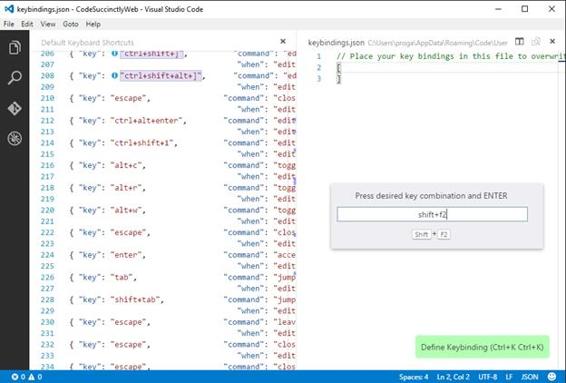 keybindings.json - CodeSuccinctlyWeb - Visual Studio Code
File Edit View Goto Help
Default Keyboard Shortcuts
206 { "key": "ctrl+shift+]", "command": "ed
207 "when": "edit
208 { "key": "ctrl+shift+alt+]", "command": "ed
209 "when": "edit
210 { "key": "escape", "command": "clos
211 "when": "edit
212 { "key": "ctrl+alt+enter", "command": "edit
213 "when": "edit
214 { "key": "ctrl+shift+1", "command": "edit
215 "when": "edit
216 { "key": "alt+c", "command": "togg
217 "when": "edit
218 { "key": "alt+r", "command": "togg
219 "when": "edit
220 { "key": "alt+w", "command": "togg
221 "when": "edit
222 { "key": "escape", "command": "clos
223 "when": "edit
224 { "key": "enter", "command": "acce
225 "when": "edit
226 { "key": "tab", "command": "jump
227 "when": "edit
228 { "key": "shift+tab", "command": "jump
229 "when": "edit
230 { "key": "escape", "command": "leav
231 "when": "edit
232 { "key": "escape", "command": "edit
233 "when": "edit
234 { "key": "escape", "command": "clos
keybindings.json C:\Users\proga\AppData\Roaming\Code\User
1 // Place your key bindings in this file to overwrit
2 [
3 ]
Press desired key combination and ENTER
shift+f2
Shift + F2
Define Keybinding (Ctrl+K Ctrl+K)
0 0 Spaces: 4 Ln 2, Col 2 UTF-8 LF JSON